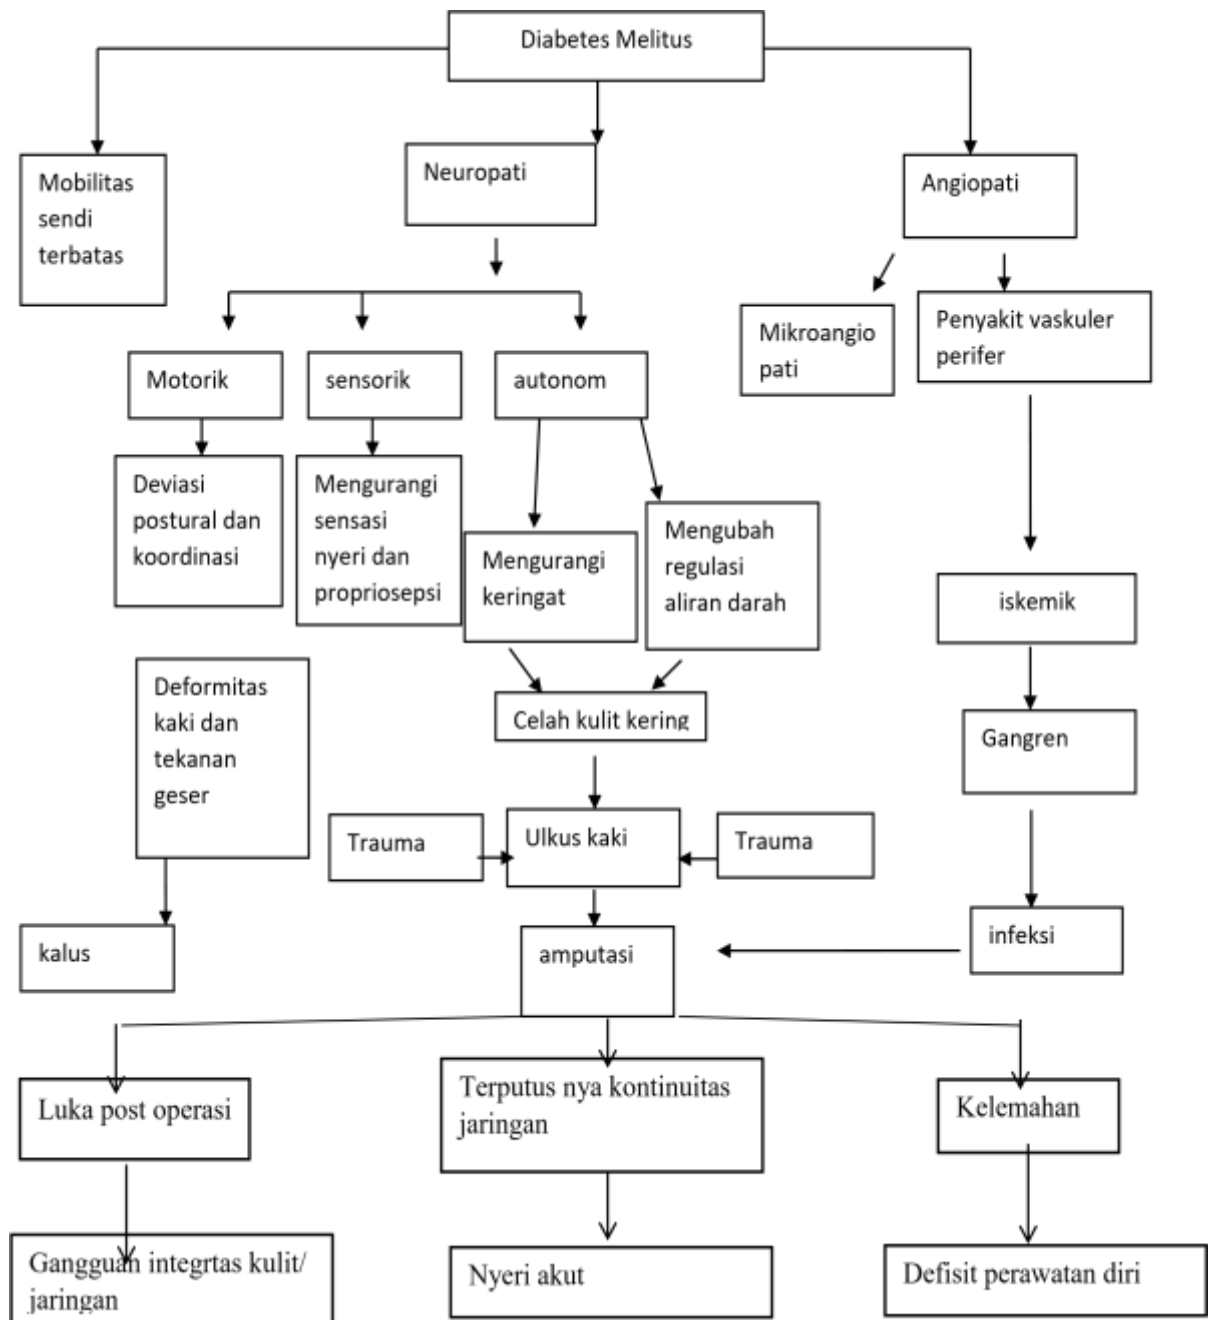 Diabetes Melitus
Mobilitas
sendi
terbatas
Neuropati
Angiopati
Mikroangio
pati
Penyakit vaskuler
perifer
Motorik
sensorik
autonom
Deviasi
postural dan
koordinasi
Mengurangi
sensasi
nyeri dan
propriosepsi
Mengurangi
keringat
Mengubah
regulasi
aliran darah
iskemik
Deformitas
kaki dan
tekanan
geser
Celah kulit kering
Gangren
Trauma
Ulkus kaki
Trauma
kalus
amputasi
infeksi
Luka post operasi
Terputus nya kontinuitas
jaringan
Kelemahan
Gangguan integrtas kulit/
jaringan
Nyeri akut
Defisit perawatan diri